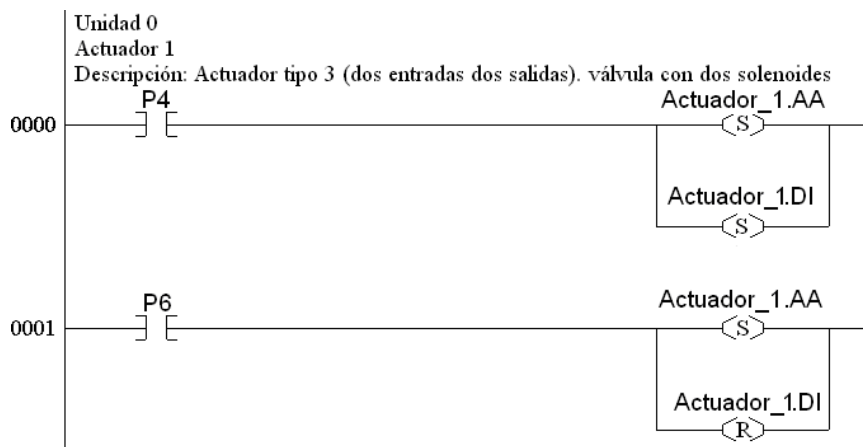 Unidad 0
Actuador 1
Descripción: Actuador tipo 3 (dos entradas dos salidas). válvula con dos solenoides
P4 Actuador_1.AA
0000 S
Actuador_1.DI
S
P6 Actuador_1.AA
0001 S
Actuador_1.DI
R